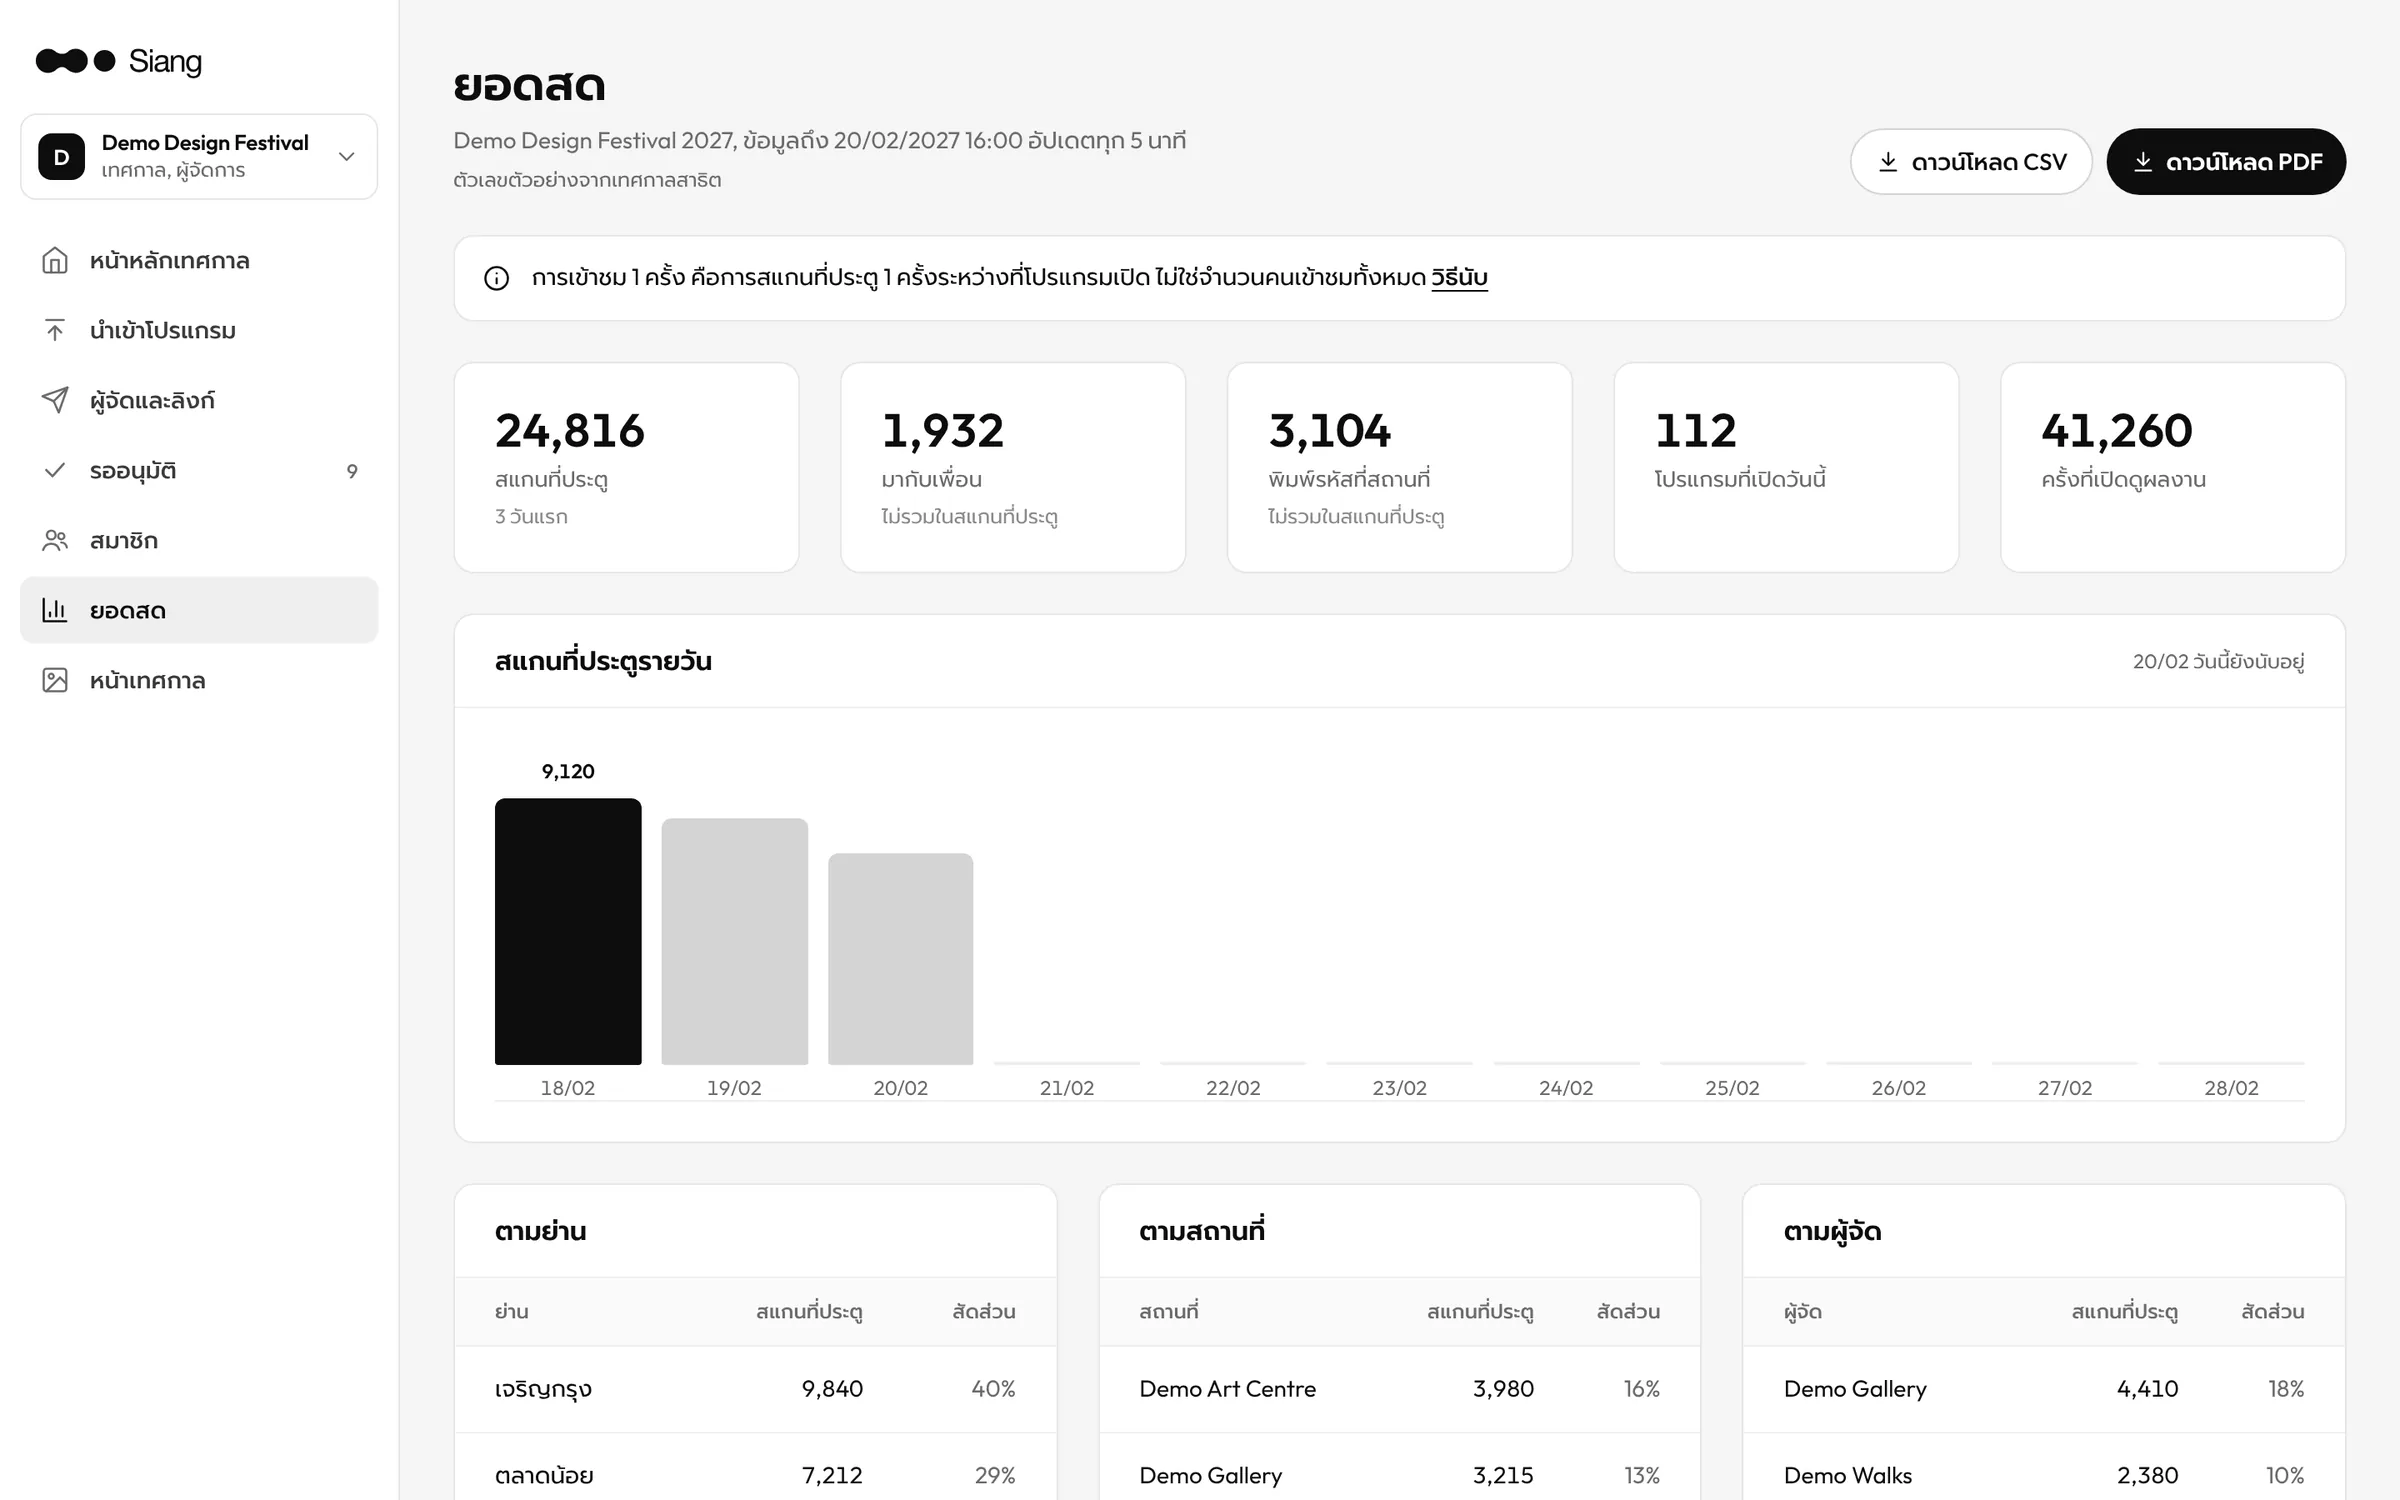 Siang
D
Demo Design Festival
เทศกาล, ผู้จัดการ
หน้าหลักเทศกาล
นำเข้าโปรแกรม
ผู้จัดและลิงก์
รออนุมัติ 9
สมาชิก
ยอดสด
หน้าเทศกาล
ยอดสด
Demo Design Festival 2027, ข้อมูลถึง 20/02/2027 16:00 อัปเดตทุก 5 นาที
ตัวเลขตัวอย่างจากเทศกาลสาธิต
ดาวน์โหลด CSV
ดาวน์โหลด PDF
การเข้าชม 1 ครั้ง คือการสแกนที่ประตู 1 ครั้งระหว่างที่โปรแกรมเปิด ไม่ใช่จำนวนคนเข้าชมทั้งหมด วิธีนับ
24,816
สแกนที่ประตู
3 วันแรก
1,932
มากับเพื่อน
ไม่รวมในสแกนที่ประตู
3,104
พิมพ์รหัสที่สถานที่
ไม่รวมในสแกนที่ประตู
112
โปรแกรมที่เปิดวันนี้
41,260
ครั้งที่เปิดดูผลงาน
สแกนที่ประตูรายวัน
20/02 วันนี้ยังนับอยู่
9,120
18/02 19/02 20/02 21/02 22/02 23/02 24/02 25/02 26/02 27/02 28/02
ตามย่าน
ย่าน สแกนที่ประตู สัดส่วน
เจริญกรุง 9,840 40%
ตลาดน้อย 7,212 29%
ตามสถานที่
สถานที่ สแกนที่ประตู สัดส่วน
Demo Art Centre 3,980 16%
Demo Gallery 3,215 13%
ตามผู้จัด
ผู้จัด สแกนที่ประตู สัดส่วน
Demo Gallery 4,410 18%
Demo Walks 2,380 10%